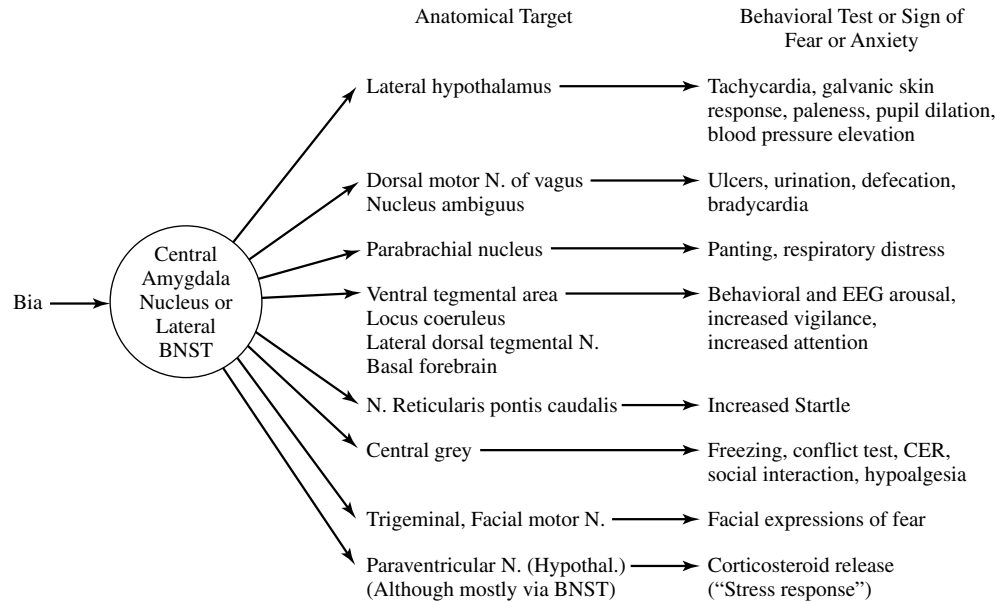 Anatomical Target
Behavioral Test or Sign of
Fear or Anxiety
Lateral hypothalamus
Tachycardia, galvanic skin
response, paleness, pupil dilation,
blood pressure elevation
Dorsal motor N. of vagus
Nucleus ambiguus
Ulcers, urination, defecation,
bradycardia
Parabrachial nucleus
Panting, respiratory distress
Bia
Central
Amygdala
Nucleus or
Lateral
BNST
Ventral tegmental area
Locus coeruleus
Lateral dorsal tegmental N.
Basal forebrain
Behavioral and EEG arousal,
increased vigilance,
increased attention
N. Reticularis pontis caudalis
Increased Startle
Central grey
Freezing, conflict test, CER,
social interaction, hypoalgesia
Trigeminal, Facial motor N.
Facial expressions of fear
Paraventricular N. (Hypothal.)
(Although mostly via BNST)
Corticosteroid release
(“Stress response”)